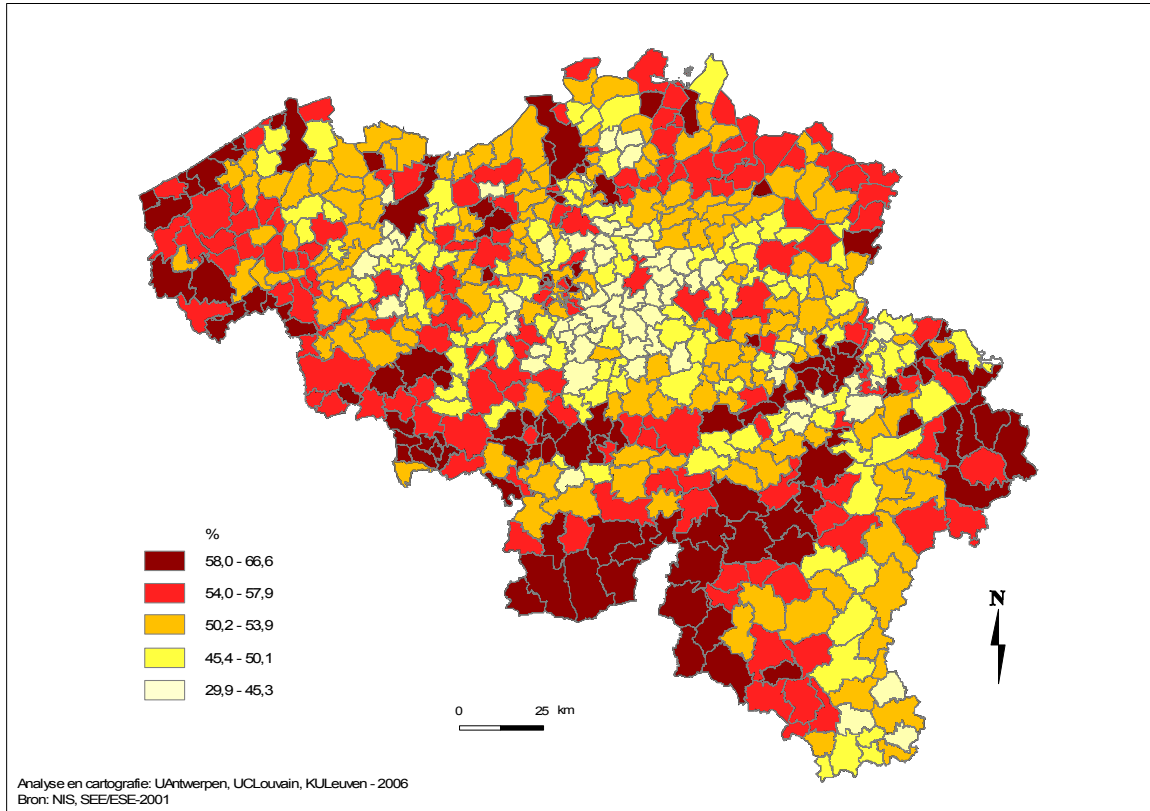 %
58,0 - 66,6
54,0 - 57,9
50,2 - 53,9
45,4 - 50,1
29,9 - 45,3
N
0 25 km
Analyse en cartografie: UAntwerpen, UCLouvain, KULeuven - 2006
Bron: NIS, SEE/ESE-2001